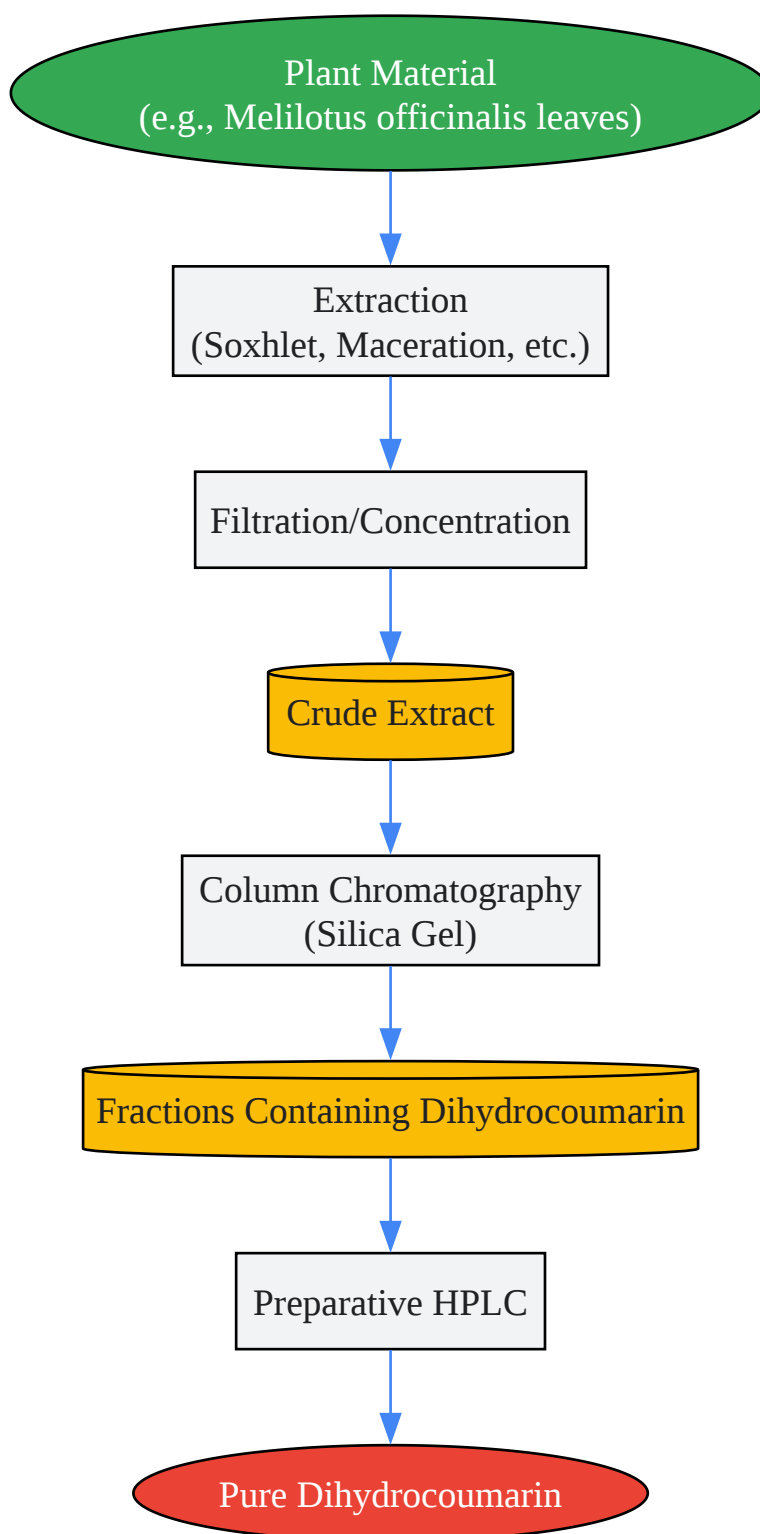 Plant Material
(e.g., Melilotus officinalis leaves)
Extraction
(Soxhlet, Maceration, etc.)
Filtration/Concentration
Crude Extract
Column Chromatography
(Silica Gel)
Fractions Containing Dihydrocoumarin
Preparative HPLC
Pure Dihydrocoumarin